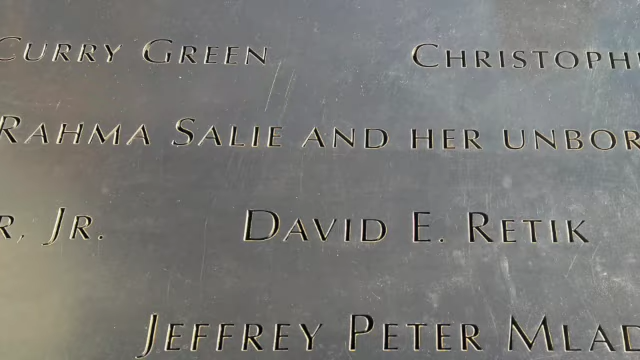 CURRY GREEN CHRISTOPH
RAHMA SALIE AND HER UNBOR
R, JR. DAVID E. RETIK
JEFFREY PETER MLAD